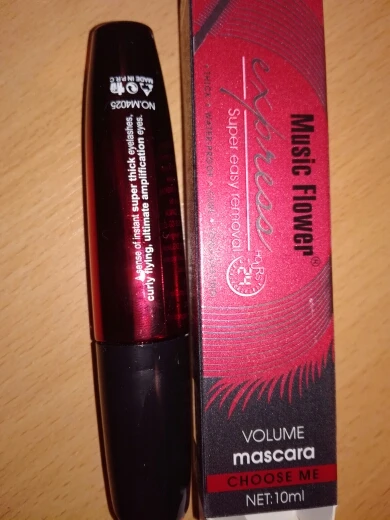 NO.M4025
MADE IN P.R.C
A sense of instant super thick eyelashes,
curly flying, ultimate amplification eyes.
Music Flower®
express
Super easy removal
24
HOURS
VOLUME
mascara
CHOOSE ME
NET:10ml